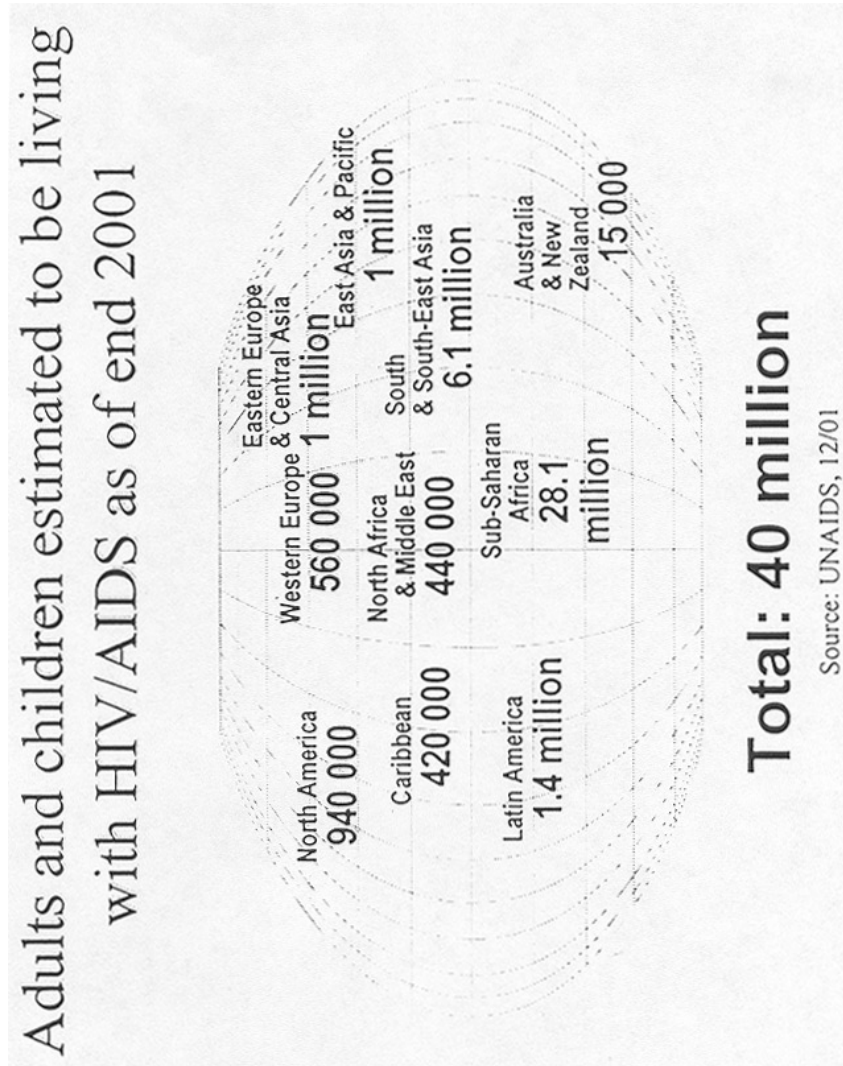 Adults and children estimated to be living
with HIV/AIDS as of end 2001
North America
940 000
Caribbean
420 000
Latin America
1.4 million
Western Europe
560 000
North Africa
& Middle East
440 000
Sub-Saharan
Africa
28.1
million
Eastern Europe
& Central Asia
1 million
East Asia & Pacific
1 million
South
& South-East Asia
6.1 million
Australia
& New
Zealand
15 000
Total: 40 million
Source: UNAIDS, 12/01